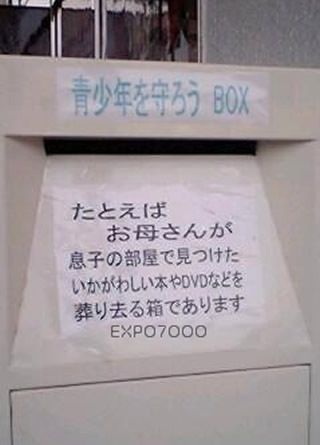 青少年を守ろう BOX
たとえば
お母さんが
息子の部屋で見つけた
いかがわしい本やDVDなどを
葬り去る箱であります
EXPO7000